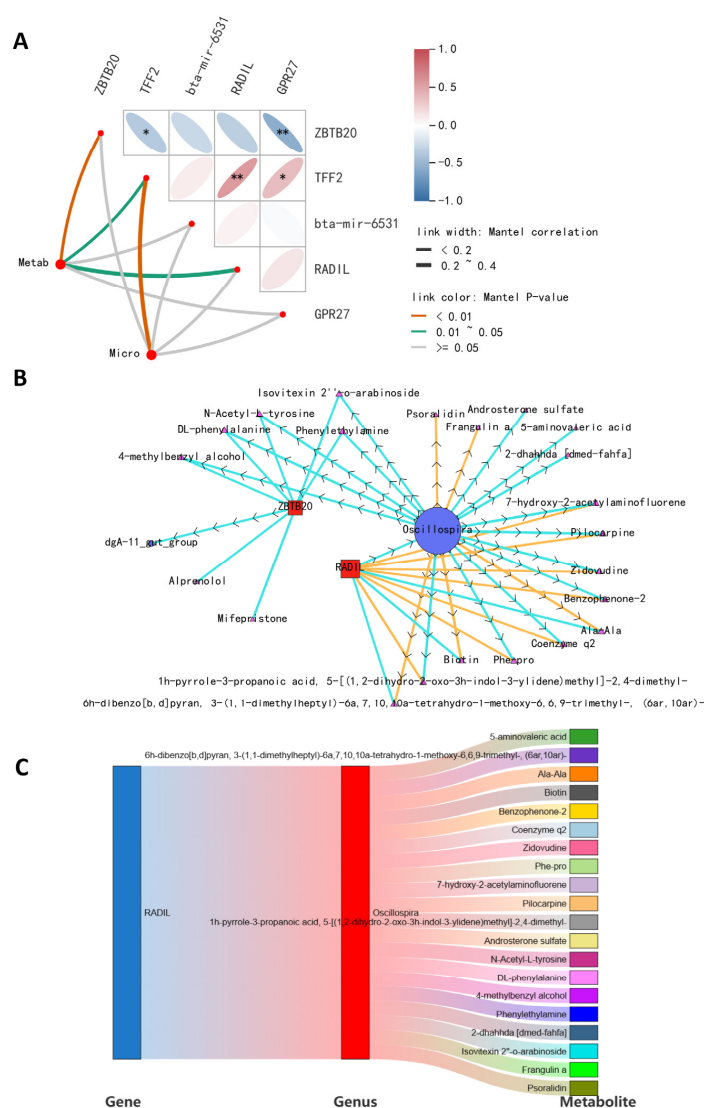 A
ZBTB20
TFF2
bta-mir-6531
RADIL
GPR27
*
**
ZBTB20
**
*
TFF2
bta-mir-6531
RADIL
GPR27
Metab
Micro
1.0
0.5
0.0
-0.5
-1.0
link width: Mantel correlation
< 0.2
0.2 ~ 0.4
link color: Mantel P-value
< 0.01
0.01 ~ 0.05
>= 0.05
B
Isovitexin 2''-o-arabinoside
N-Acetyl-L-tyrosine
DL-phenylalanine
Phenylethylamine
4-methylbenzyl alcohol
Psoralidin
Androsterone sulfate
Frangulin a
5-aminovaleric acid
2-dhahhda [dmed-fahfa]
ZBTB20
Oscillospira
7-hydroxy-2-acetylaminofluorene
Pilocarpine
dgA-11_gut_group
RADIL
Alprenolol
Zidovudine
Benzophenone-2
Mifepristone
Ala-Ala
Coenzyme q2
Biotin
Phe-pro
1h-pyrrole-3-propanoic acid, 5-[(1,2-dihydro-2-oxo-3h-indol-3-ylidene)methyl]-2,4-dimethyl-
6h-dibenzo[b,d]pyran, 3-(1,1-dimethylheptyl)-6a,7,10,10a-tetrahydro-1-methoxy-6,6,9-trimethyl-, (6ar,10ar)-
C
5-aminovaleric acid
6h-dibenzo[b,d]pyran, 3-(1,1-dimethylheptyl)-6a,7,10,10a-tetrahydro-1-methoxy-6,6,9-trimethyl-, (6ar,10ar)-
Ala-Ala
Biotin
Benzophenone-2
Coenzyme q2
Zidovudine
Phe-pro
7-hydroxy-2-acetylaminofluorene
Pilocarpine
RADIL
Oscillospira
1h-pyrrole-3-propanoic acid, 5-[(1,2-dihydro-2-oxo-3h-indol-3-ylidene)methyl]-2,4-dimethyl-
Androsterone sulfate
N-Acetyl-L-tyrosine
DL-phenylalanine
4-methylbenzyl alcohol
Phenylethylamine
2-dhahhda [dmed-fahfa]
Isovitexin 2''-o-arabinoside
Frangulin a
Psoralidin
Gene
Genus
Metabolite